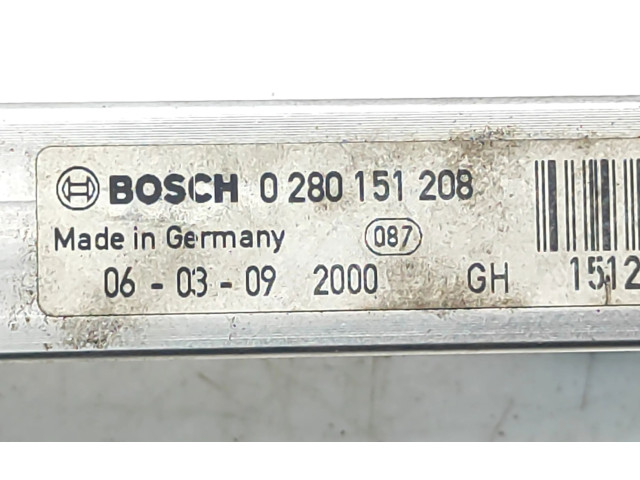 BOSCH 0 280 151 208
Made in Germany 087
06 - 03 - 09 2000 GH 1512